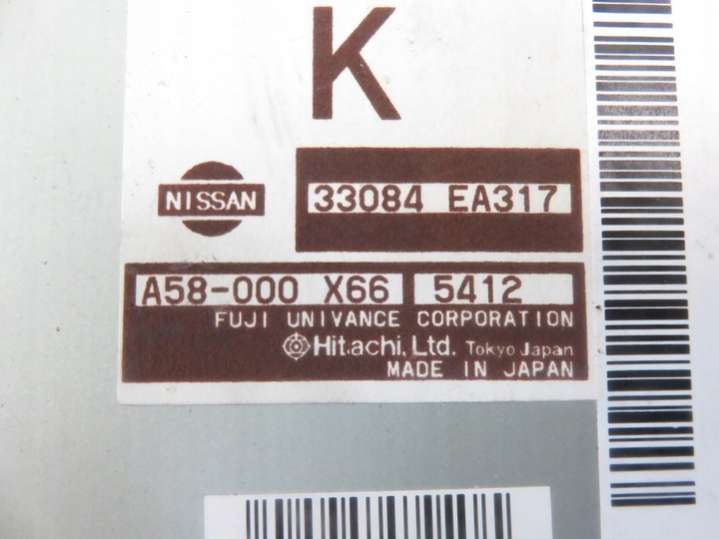 K
NISSAN
33084 EA317
A58-000 X66 5412
FUJI UNIVANCE CORPORATION
Hitachi, Ltd. Tokyo Japan
MADE IN JAPAN